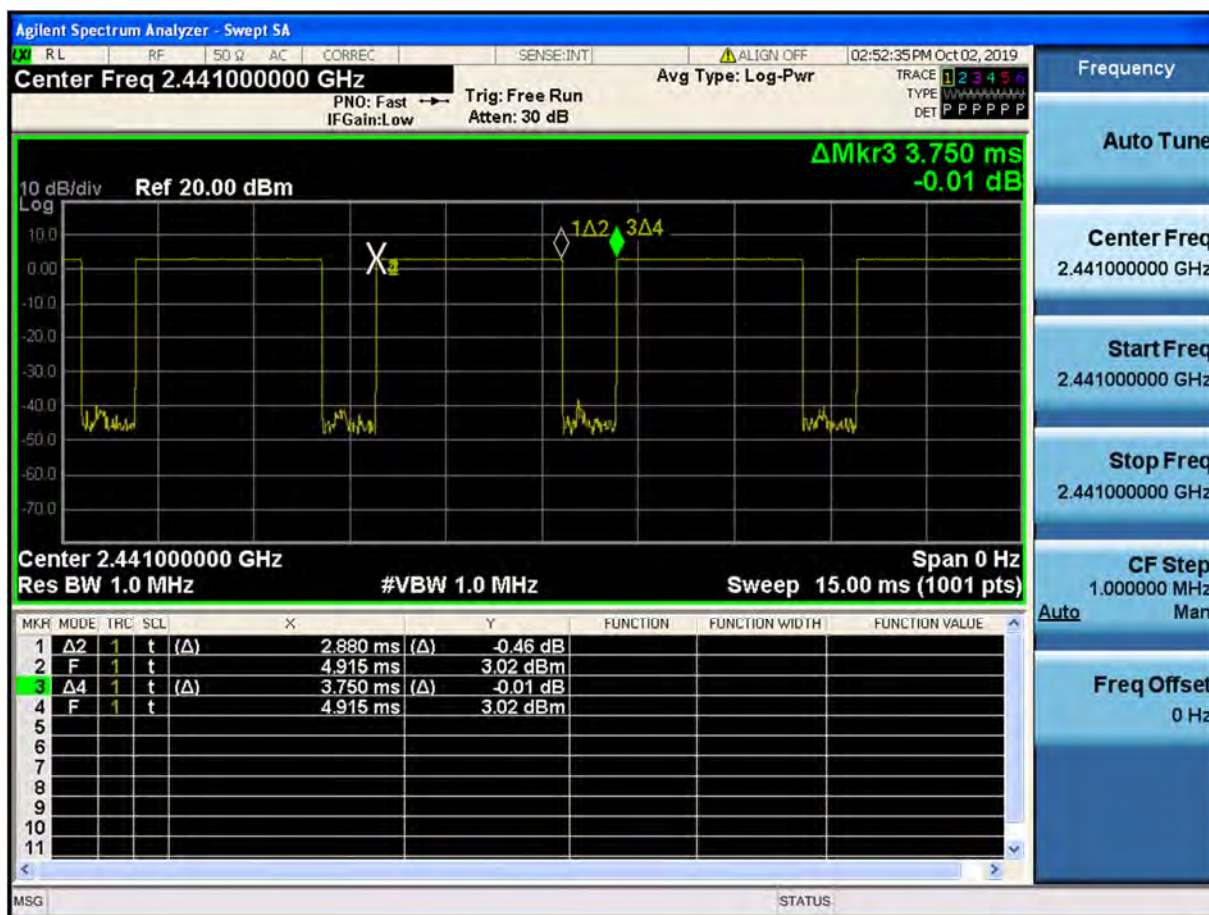 Agilent Spectrum Analyzer - Swept SA
LXI RL RF 50 Ω AC CORREC SENSE:INT ALIGN OFF 02:52:35 PM Oct 02, 2019
Center Freq 2.441000000 GHz
PNO: Fast
IFGain:Low
Trig: Free Run
Atten: 30 dB
Avg Type: Log-Pwr
TRACE 1 2 3 4 5 6
TYPE
DET P P P P P P
ΔMkr3 3.750 ms
-0.01 dB
10 dB/div Ref 20.00 dBm
Log
1Δ2 3Δ4
10.0
0.00
-10.0
-20.0
-30.0
-40.0
-50.0
-60.0
-70.0
Center 2.441000000 GHz Span 0 Hz
Res BW 1.0 MHz #VBW 1.0 MHz Sweep 15.00 ms (1001 pts)
MKR MODE TRC SCL X Y FUNCTION FUNCTION WIDTH FUNCTION VALUE
1 Δ2 1 t (Δ) 2.880 ms (Δ) -0.46 dB
2 F 1 t 4.915 ms 3.02 dBm
3 Δ4 1 t (Δ) 3.750 ms (Δ) -0.01 dB
4 F 1 t 4.915 ms 3.02 dBm
5
6
7
8
9
10
11
MSG STATUS
Frequency
Auto Tune
Center Freq
2.441000000 GHz
Start Freq
2.441000000 GHz
Stop Freq
2.441000000 GHz
CF Step
1.000000 MHz
Auto Man
Freq Offset
0 Hz